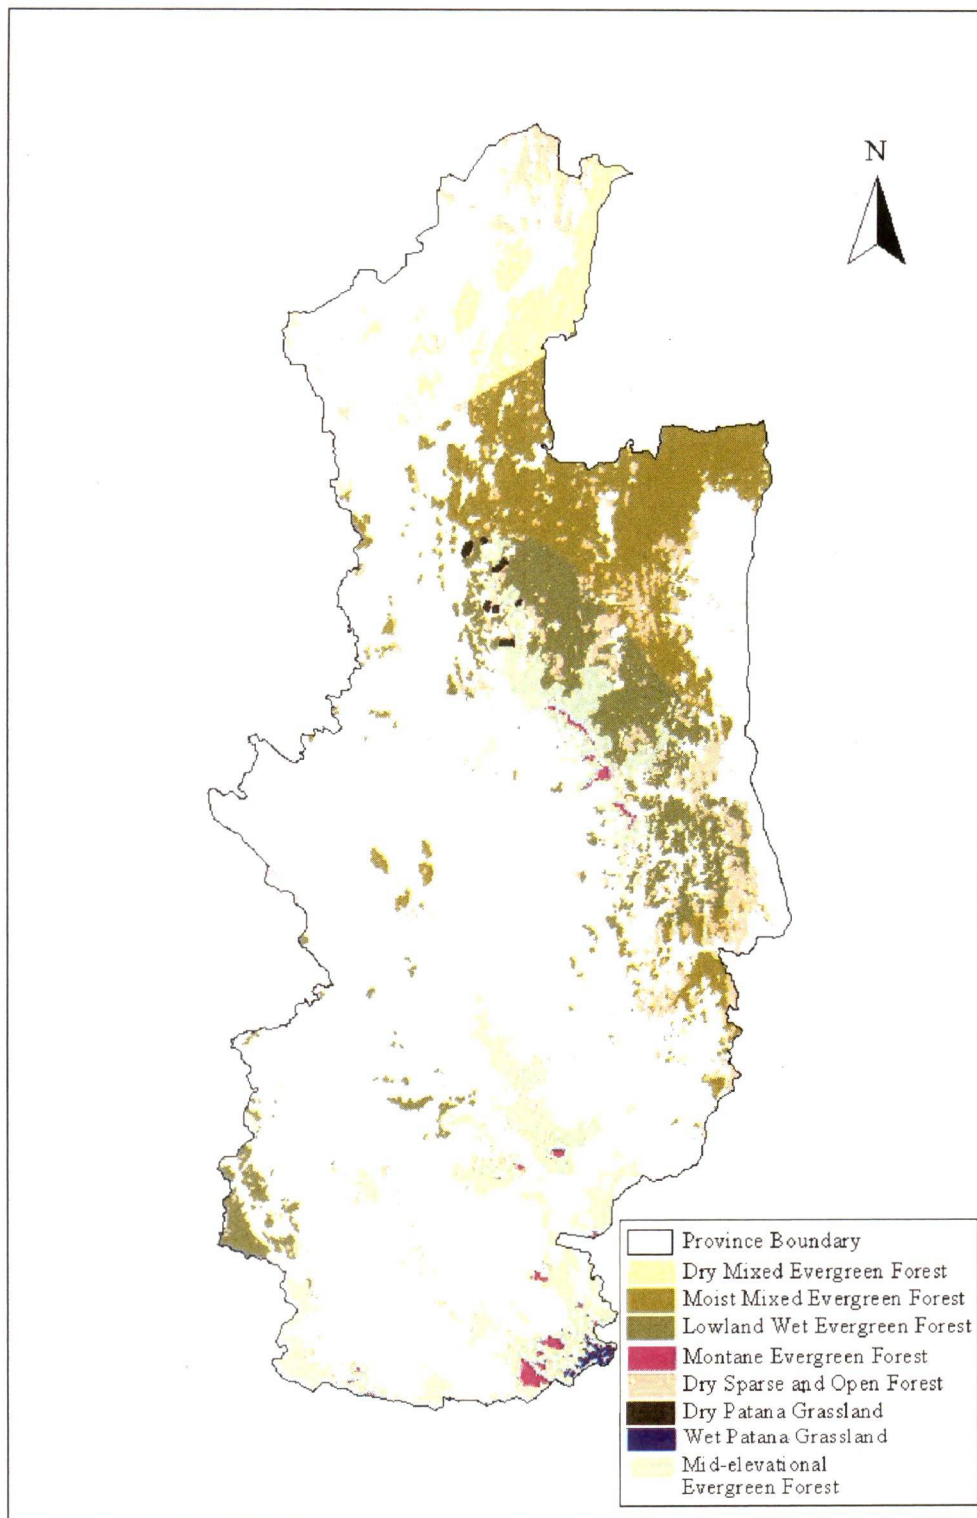 N
Province Boundary
Dry Mixed Evergreen Forest
Moist Mixed Evergreen Forest
Lowland Wet Evergreen Forest
Montane Evergreen Forest
Dry Sparse and Open Forest
Dry Patana Grassland
Wet Patana Grassland
Mid-elevational
Evergreen Forest